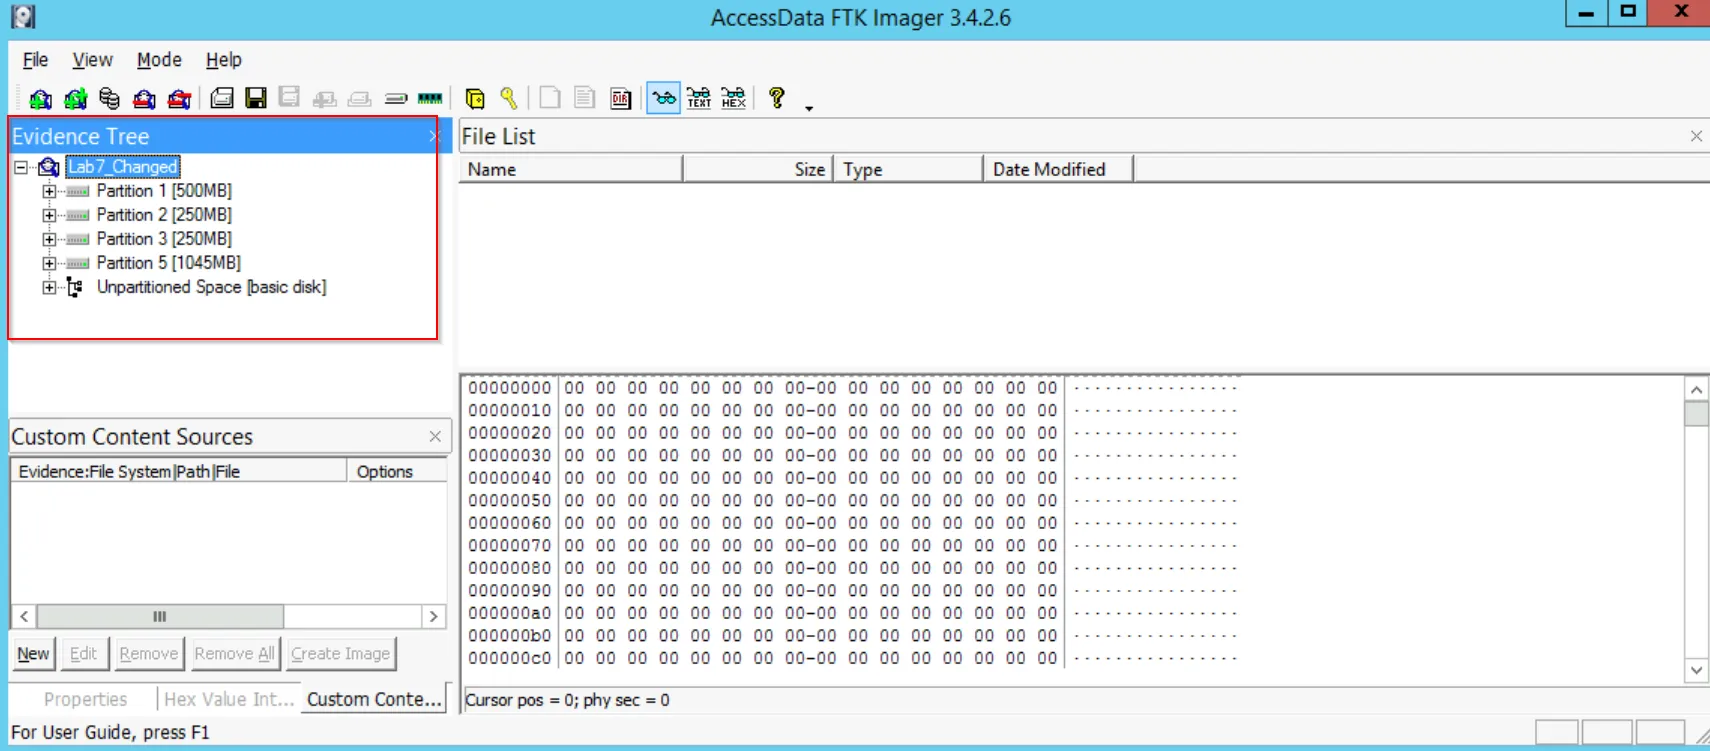 AccessData FTK Imager 3.4.2.6
File View Mode Help
DIR TEXT HEX
Evidence Tree
Lab7_Changed
Partition 1 [500MB]
Partition 2 [250MB]
Partition 3 [250MB]
Partition 5 [1045MB]
Unpartitioned Space [basic disk]
File List
Name Size Type Date Modified
00000000 00 00 00 00 00 00 00 00-00 00 00 00 00 00 00 00 ................
00000010 00 00 00 00 00 00 00 00-00 00 00 00 00 00 00 00 ................
00000020 00 00 00 00 00 00 00 00-00 00 00 00 00 00 00 00 ................
00000030 00 00 00 00 00 00 00 00-00 00 00 00 00 00 00 00 ................
00000040 00 00 00 00 00 00 00 00-00 00 00 00 00 00 00 00 ................
00000050 00 00 00 00 00 00 00 00-00 00 00 00 00 00 00 00 ................
00000060 00 00 00 00 00 00 00 00-00 00 00 00 00 00 00 00 ................
00000070 00 00 00 00 00 00 00 00-00 00 00 00 00 00 00 00 ................
00000080 00 00 00 00 00 00 00 00-00 00 00 00 00 00 00 00 ................
00000090 00 00 00 00 00 00 00 00-00 00 00 00 00 00 00 00 ................
000000a0 00 00 00 00 00 00 00 00-00 00 00 00 00 00 00 00 ................
000000b0 00 00 00 00 00 00 00 00-00 00 00 00 00 00 00 00 ................
000000c0 00 00 00 00 00 00 00 00-00 00 00 00 00 00 00 00 ................
Cursor pos = 0; phy sec = 0
Custom Content Sources
Evidence:File System|Path|File Options
New Edit Remove Remove All Create Image
Properties Hex Value Int... Custom Conte...
For User Guide, press F1